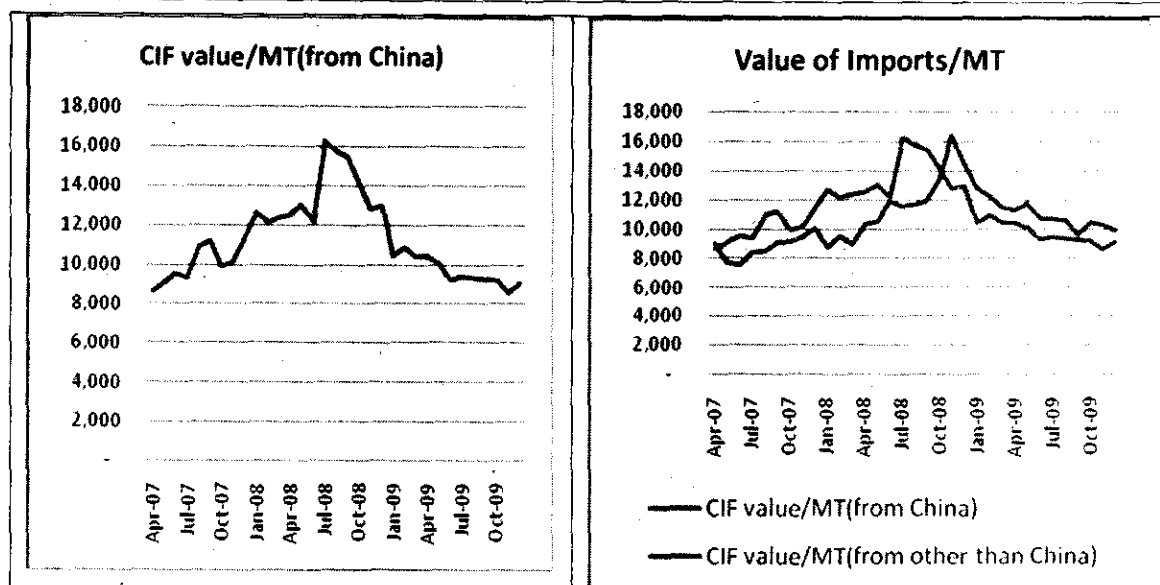 CIF value/MT(from China)
18,000
16,000
14,000
12,000
10,000
8,000
6,000
4,000
2,000
-
Apr-07
Jul-07
Oct-07
Jan-08
Apr-08
Jul-08
Oct-08
Jan-09
Apr-09
Jul-09
Oct-09
Value of Imports/MT
18,000
16,000
14,000
12,000
10,000
8,000
6,000
4,000
2,000
-
Apr-07
Jul-07
Oct-07
Jan-08
Apr-08
Jul-08
Oct-08
Jan-09
Apr-09
Jul-09
Oct-09
CIF value/MT(from China)
CIF value/MT(from other than China)